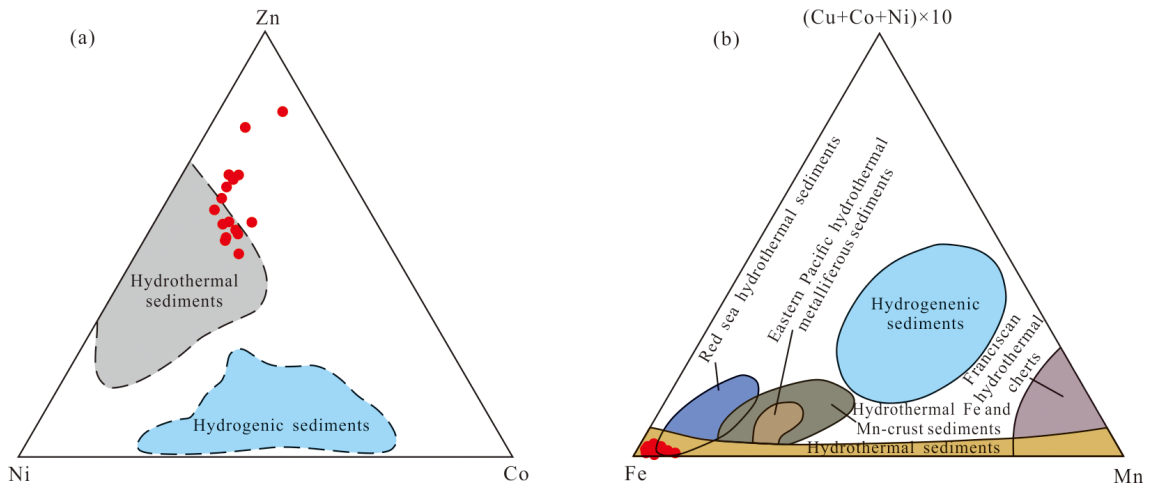 (a)
Zn
Hydrothermal
sediments
Hydrogenic sediments
Ni
Co
(b)
(Cu+Co+Ni)×10
Red sea hydrothermal sediments
Eastern Pacific hydrothermal
metalliferous sediments
Hydrogenenic
sediments
Franciscan
hydrothermal
cherts
Hydrothermal Fe and
Mn-crust sediments
Hydrothermal sediments
Fe
Mn